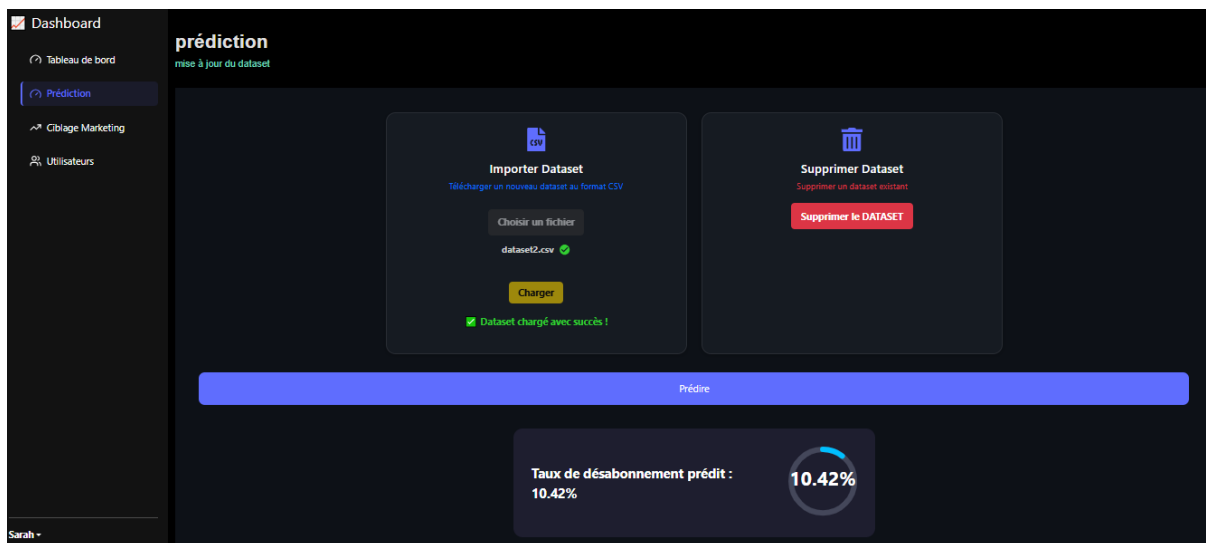 Dashboard
Tableau de bord
Prédiction
Ciblage Marketing
Utilisateurs
Sarah
prédiction
mise à jour du dataset
CSV
Importer Dataset
Télécharger un nouveau dataset au format CSV
Choisir un fichier
dataset2.csv
Charger
Dataset chargé avec succès !
Supprimer Dataset
Supprimer un dataset existant
Supprimer le DATASET
Prédire
Taux de désabonnement prédit :
10.42%
10.42%